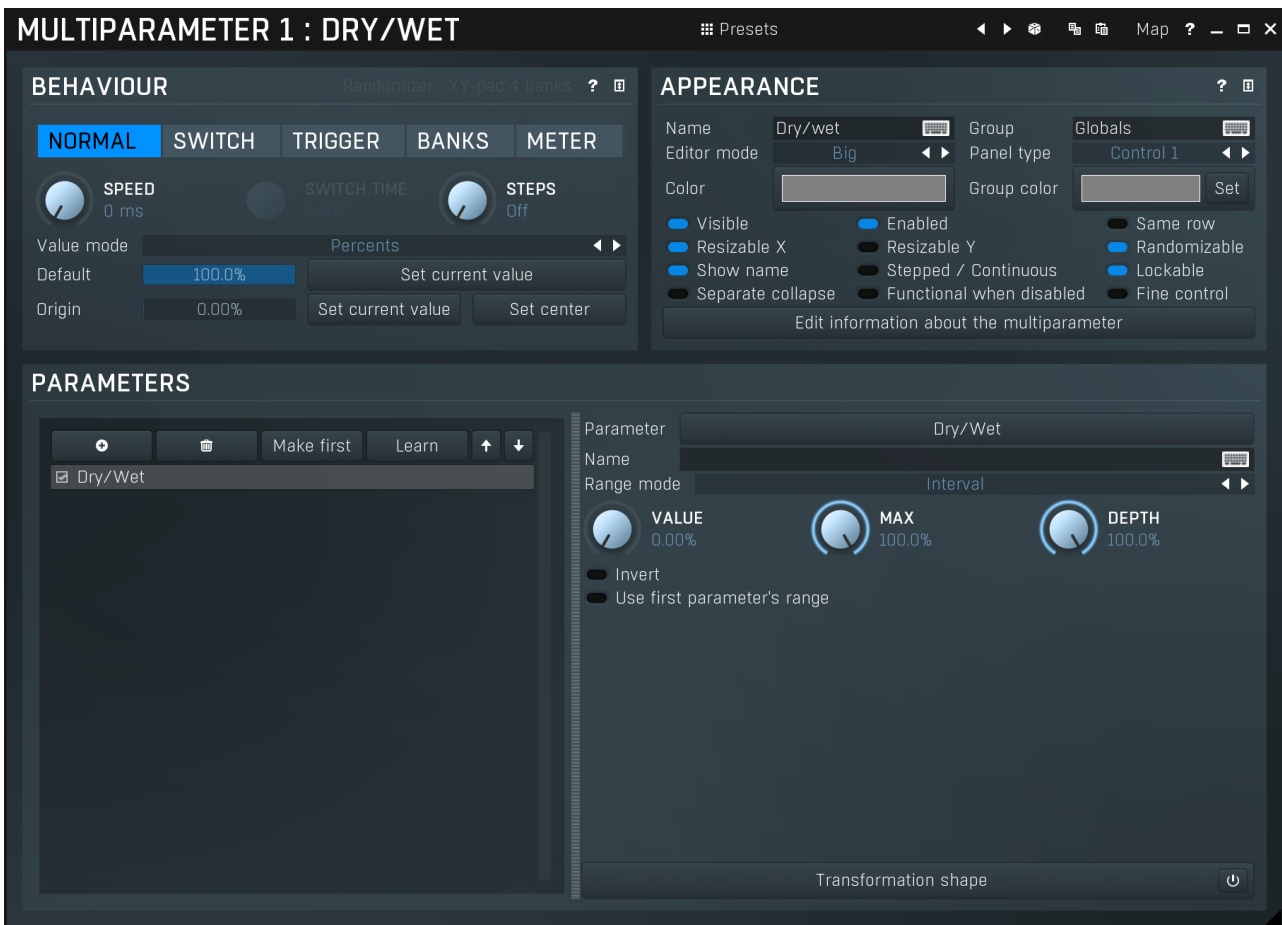 MULTIPARAMETER 1 : DRY/WET
Presets
Map ?
BEHAVIOUR
Randomizer XY-pad 4 banks ?
NORMAL SWITCH TRIGGER BANKS METER
SPEED
0 ms
SWITCH TIME
STEPS
Off
Value mode Percents
Default 100.0% Set current value
Origin 0.00% Set current value Set center
APPEARANCE ?
Name Dry/wet Group Globals
Editor mode Big Panel type Control 1
Color Group color Set
Visible Enabled Same row
Resizable X Resizable Y Randomizable
Show name Stepped / Continuous Lockable
Separate collapse Functional when disabled Fine control
Edit information about the multiparameter
PARAMETERS
Make first Learn
Dry/Wet
Parameter Dry/Wet
Name
Range mode Interval
VALUE
0.00%
MAX
100.0%
DEPTH
100.0%
Invert
Use first parameter's range
Transformation shape